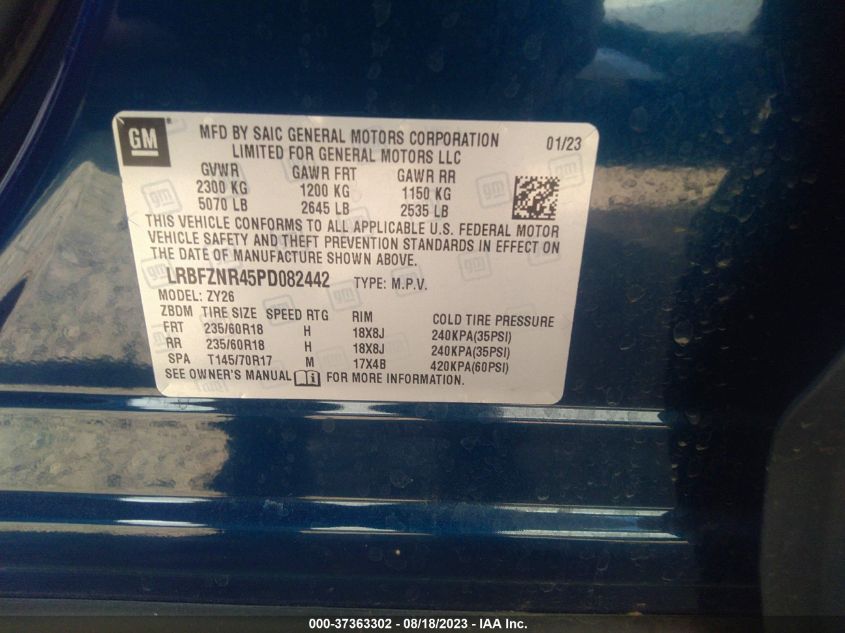 GM
MFD BY SAIC GENERAL MOTORS CORPORATION 01/23
LIMITED FOR GENERAL MOTORS LLC
GVWR GAWR FRT GAWR RR
2300 KG 1200 KG 1150 KG
5070 LB 2645 LB 2535 LB
THIS VEHICLE CONFORMS TO ALL APPLICABLE U.S. FEDERAL MOTOR
VEHICLE SAFETY AND THEFT PREVENTION STANDARDS IN EFFECT ON
THE DATE OF MANUFACTURE SHOWN ABOVE.
LRBFZNR45PD082442 TYPE: M.P.V.
MODEL: ZY26
ZBDM TIRE SIZE SPEED RTG RIM COLD TIRE PRESSURE
FRT 235/60R18 H 18X8J 240KPA(35PSI)
RR 235/60R18 H 18X8J 240KPA(35PSI)
SPA T145/70R17 M 17X4B 420KPA(60PSI)
SEE OWNER'S MANUAL FOR MORE INFORMATION.
000-37363302 - 08/18/2023 - IAA Inc.